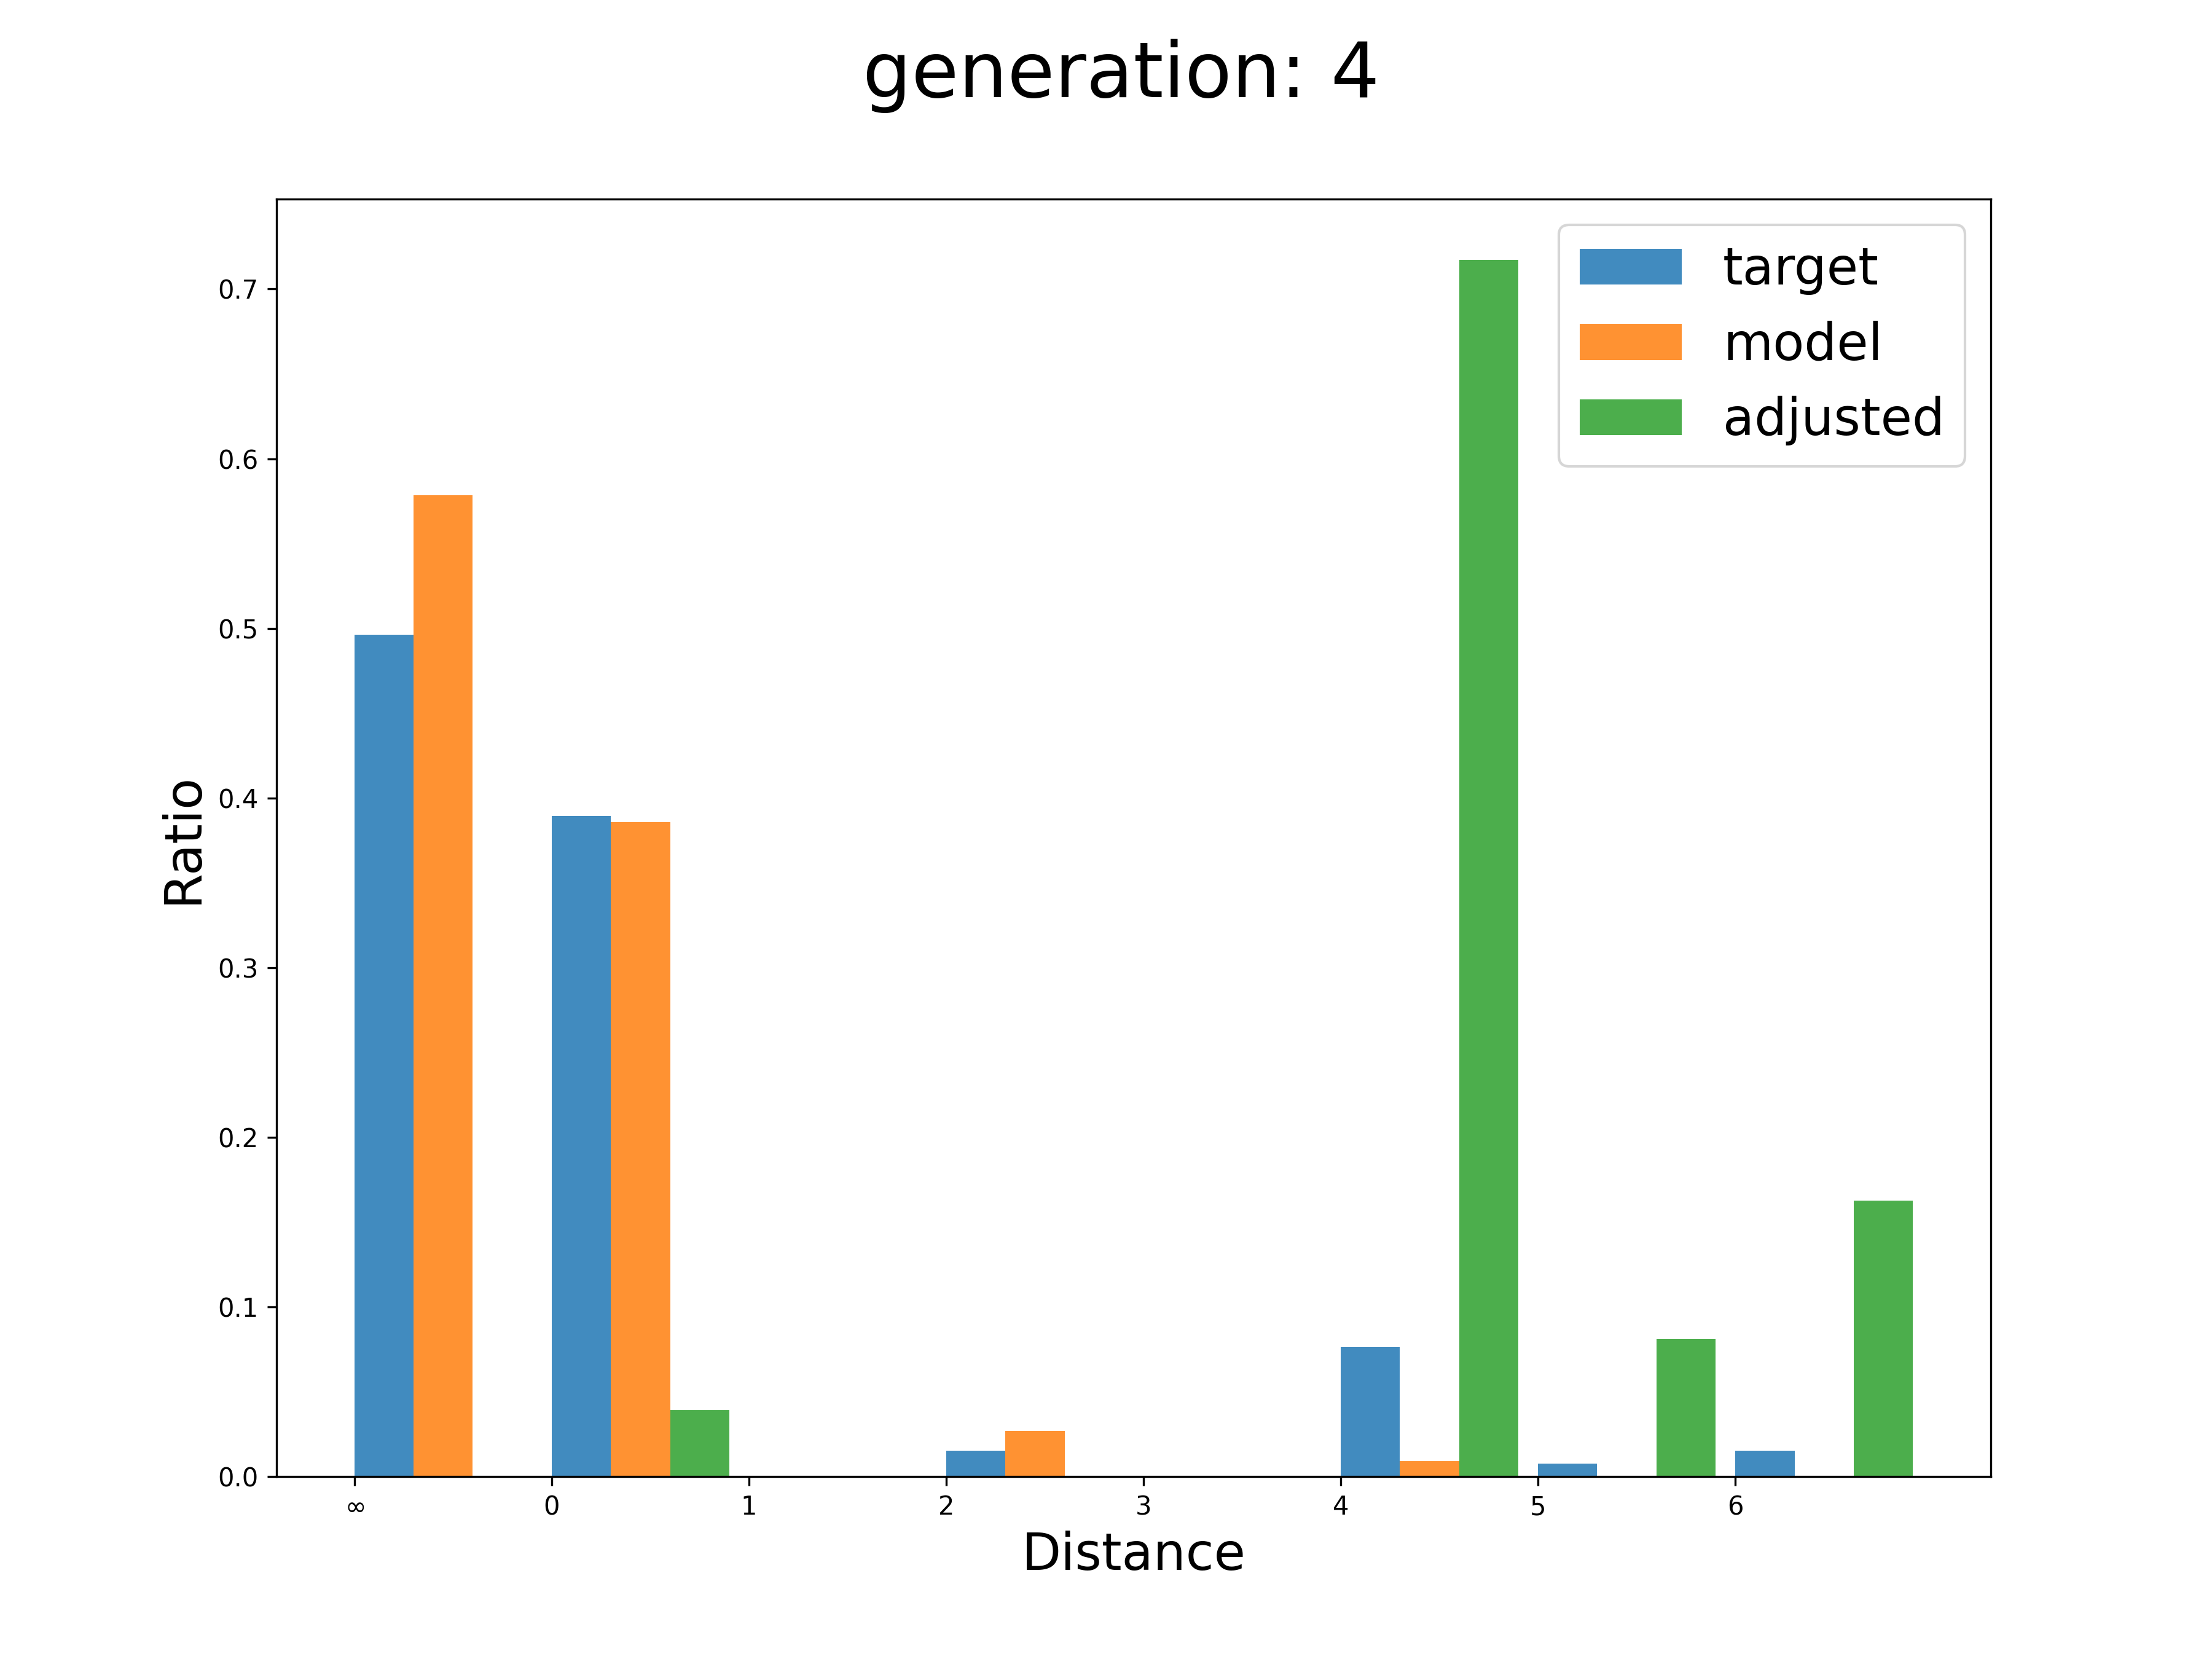 generation: 4
target
model
adjusted
Ratio
0.7
0.6
0.5
0.4
0.3
0.2
0.1
0.0
∞ 0 1 2 3 4 5 6
Distance